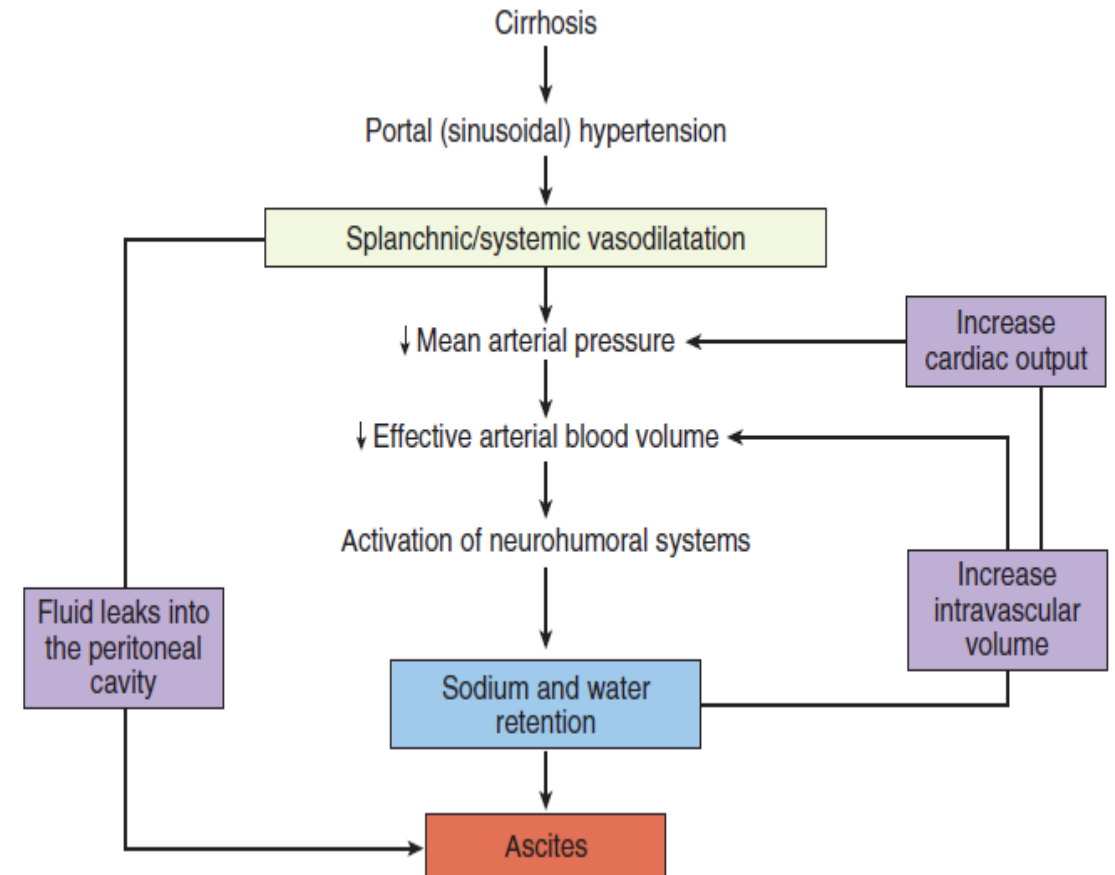 Cirrhosis
Portal (sinusoidal) hypertension
Splanchnic/systemic vasodilatation
↓ Mean arterial pressure
Increase
cardiac output
↓ Effective arterial blood volume
Activation of neurohumoral systems
Increase
intravascular
volume
Fluid leaks into
the peritoneal
cavity
Sodium and water
retention
Ascites